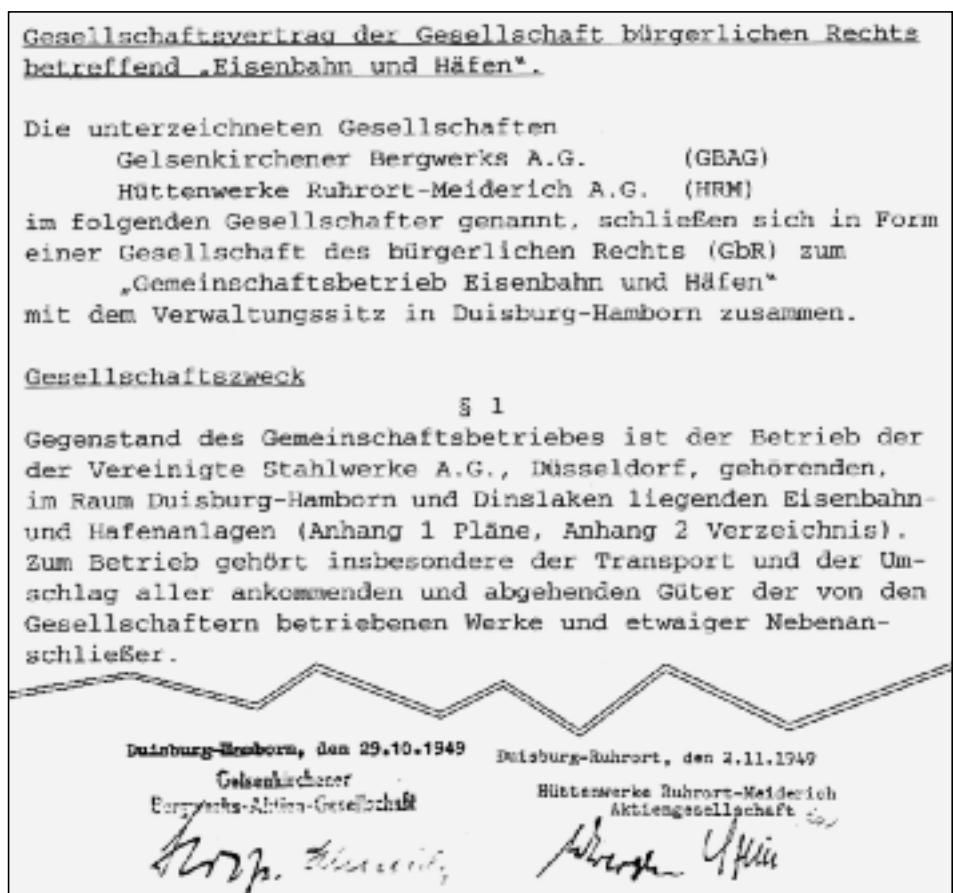 Gesellschaftsvertrag der Gesellschaft bürgerlichen Rechts
betreffend „Eisenbahn und Häfen".
Die unterzeichneten Gesellschaften
Gelsenkirchener Bergwerks A.G. (GBAG)
Hüttenwerke Ruhrort-Meiderich A.G. (HRM)
im folgenden Gesellschafter genannt, schließen sich in Form
einer Gesellschaft des bürgerlichen Rechts (GbR) zum
„Gemeinschaftsbetrieb Eisenbahn und Häfen"
mit dem Verwaltungssitz in Duisburg-Hamborn zusammen.
Gesellschaftszweck
§ 1
Gegenstand des Gemeinschaftsbetriebes ist der Betrieb der
der Vereinigte Stahlwerke A.G., Düsseldorf, gehörenden,
im Raum Duisburg-Hamborn und Dinslaken liegenden Eisenbahn-
und Hafenanlagen (Anhang 1 Pläne, Anhang 2 Verzeichnis).
Zum Betrieb gehört insbesondere der Transport und der Um-
schlag aller ankommenden und abgehenden Güter der von den
Gesellschaftern betriebenen Werke und etwaiger Nebenan-
schließer.
Duisburg-Hamborn, den 29.10.1949
Gelsenkirchener
Bergwerks-Aktien-Gesellschaft
Duisburg-Ruhrort, den 2.11.1949
Hüttenwerke Ruhrort-Meiderich
Aktiengesellschaft